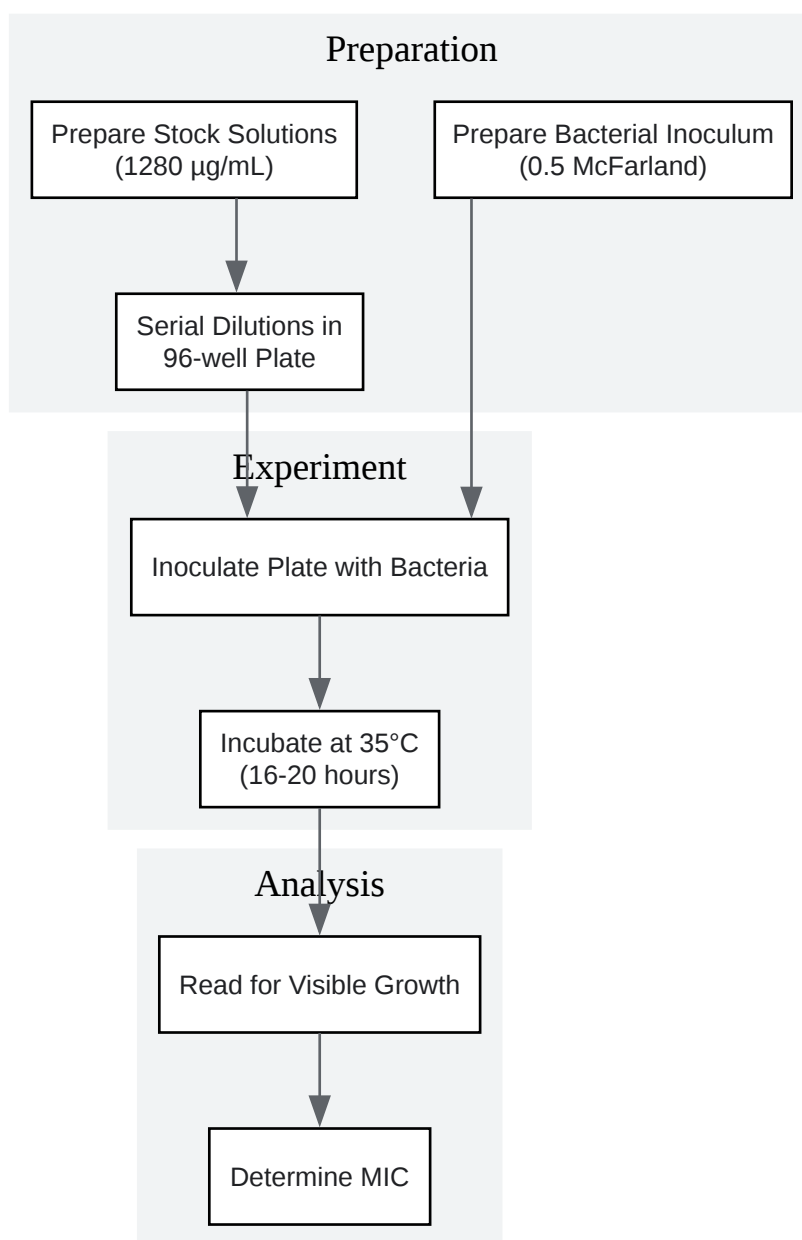 Preparation
Prepare Stock Solutions
(1280 µg/mL)
Prepare Bacterial Inoculum
(0.5 McFarland)
Serial Dilutions in
96-well Plate
Experiment
Inoculate Plate with Bacteria
Incubate at 35°C
(16-20 hours)
Analysis
Read for Visible Growth
Determine MIC